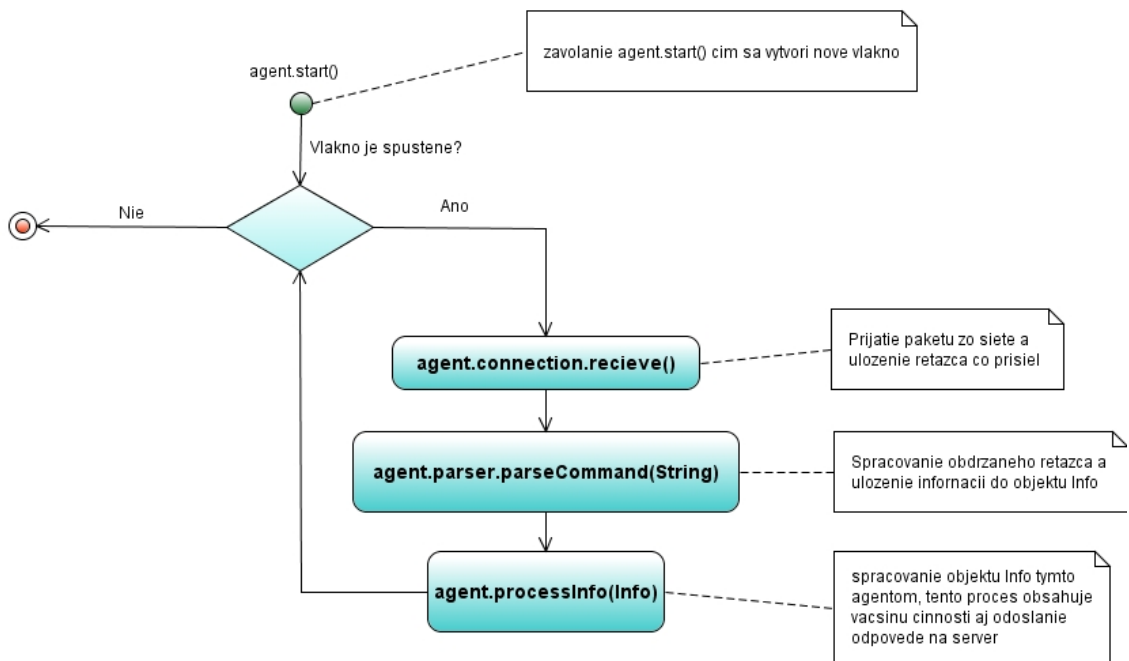 zavolanie agent.start() cim sa vytvori nove vlakno
agent.start()
Vlakno je spustene?
Nie
Ano
agent.connection.recieve()
Prijatie paketu zo siete a
ulozenie retazca co prisiel
agent.parser.parseCommand(String)
Spracovanie obdrzaneho retazca a
ulozenie infornacii do objektu Info
agent.processInfo(Info)
spracovanie objektu Info tymto
agentom, tento proces obsahuje
vacsinu cinnosti aj odoslanie
odpovede na server